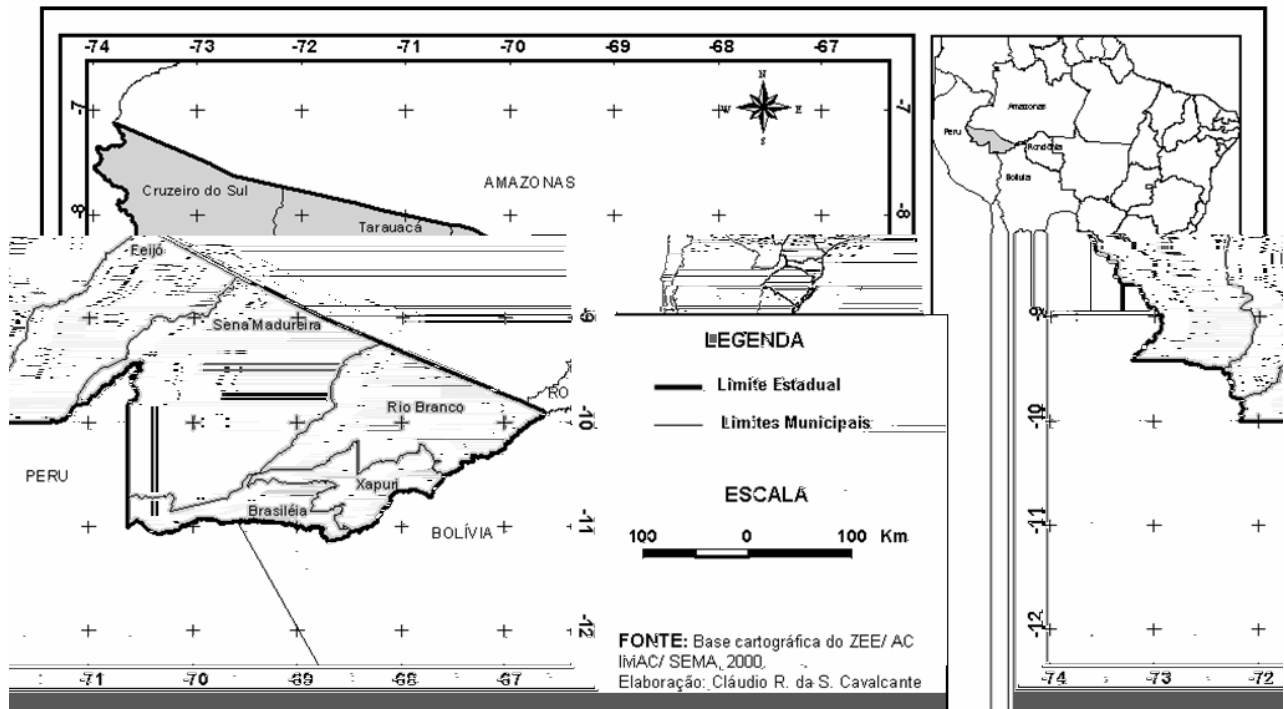 -74 -73 -72 -71 -70 -69 -68 -67
-7
-7
N
W
E
S
Cruzeiro do Sul
AMAZONAS
-8
-8
Tarauacá
Amazonas
Peru
Rondônia
Feijó
Sena Madureira
-9
-9
LEGENDA
Limite Estadual
Limites Municipais
RO
Rio Branco
-10
-10
PERU
Xapuri
Brasiléia
BOLÍVIA
-11
-11
ESCALA
100 0 100 Km
-12
-12
FONTE: Base cartográfica do ZEE/ AC
IMAC/ SEMA, 2000.
Elaboração: Cláudio R. da S. Cavalcante
-71 -70 -69 -68 -67
-74 -73 -72